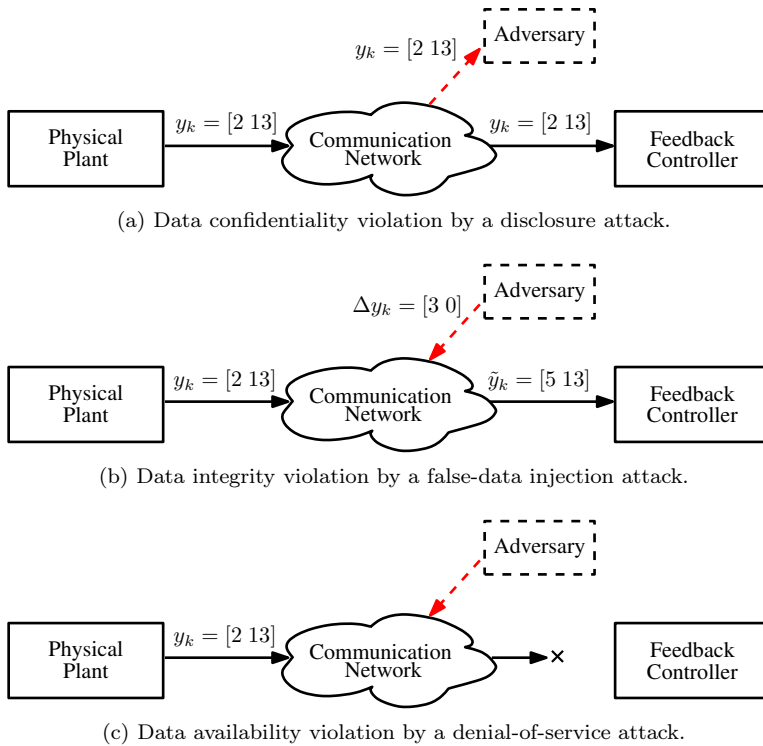 Adversary
y_k = [2 13]
y_k = [2 13]
y_k = [2 13]
Physical
Plant
Communication
Network
Feedback
Controller
(a) Data confidentiality violation by a disclosure attack.
Adversary
Δy_k = [3 0]
y_k = [2 13]
ỹ_k = [5 13]
Physical
Plant
Communication
Network
Feedback
Controller
(b) Data integrity violation by a false-data injection attack.
Adversary
y_k = [2 13]
Physical
Plant
Communication
Network
Feedback
Controller
(c) Data availability violation by a denial-of-service attack.